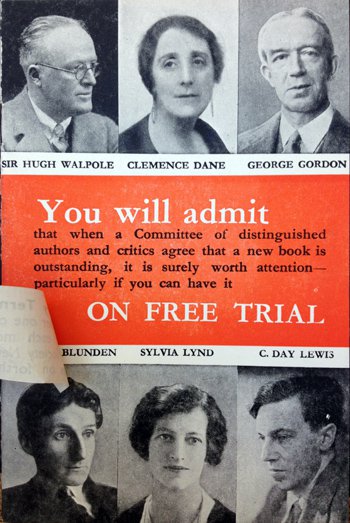 SIR HUGH WALPOLE CLEMENCE DANE GEORGE GORDON
You will admit
that when a Committee of distinguished
authors and critics agree that a new book is
outstanding, it is surely worth attention—
particularly if you can have it
ON FREE TRIAL
BLUNDEN SYLVIA LYND C. DAY LEWIS